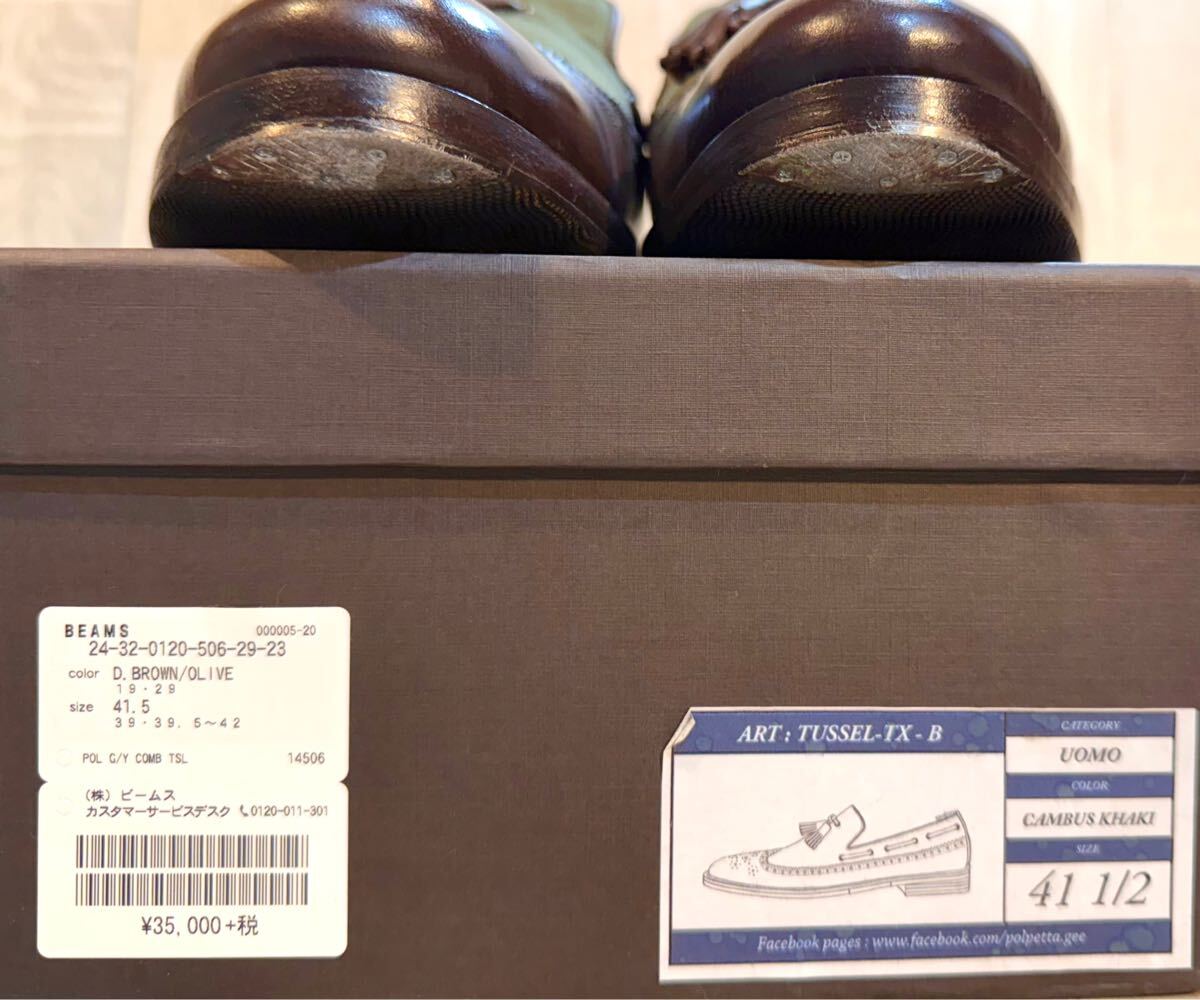 BEAMS 000005-20
24-32-0120-506-29-23
color D. BROWN/OLIVE
19・29
size 41.5
39・39. 5～42
POL G/Y COMB TSL 14506
(株) ビームス
カスタマーサービスデスク 📞0120-011-301
¥35,000+税
ART : TUSSEL-TX - B
CATEGORY
UOMO
COLOR
CAMBUS KHAKI
SIZE
41 1/2
Facebook pages : www.facebook.com/polpetta.gee